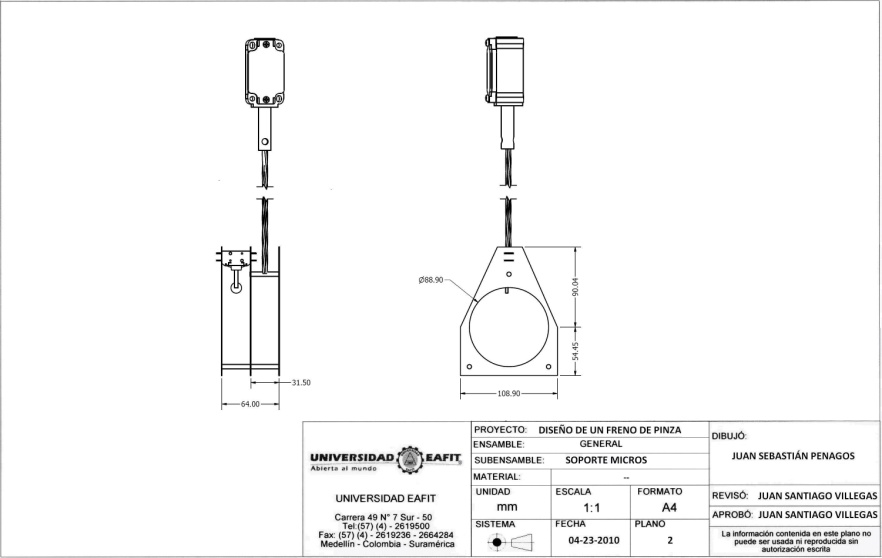 Ø88.90
90.04
54.45
31.50
64.00
108.90
UNIVERSIDAD EAFIT
Abierta al mundo
UNIVERSIDAD EAFIT
Carrera 49 N° 7 Sur - 50
Tel:(57) (4) - 2619500
Fax: (57) (4) - 2619236 - 2664284
Medellín - Colombia - Suramérica
PROYECTO: DISEÑO DE UN FRENO DE PINZA
ENSAMBLE: GENERAL
SUBENSAMBLE: SOPORTE MICROS
MATERIAL: --
UNIDAD ESCALA FORMATO
mm 1:1 A4
SISTEMA FECHA PLANO
04-23-2010 2
DIBUJÓ:
JUAN SEBASTIÁN PENAGOS
REVISÓ: JUAN SANTIAGO VILLEGAS
APROBÓ: JUAN SANTIAGO VILLEGAS
La información contenida en este plano no
puede ser usada ni reproducida sin
autorización escrita